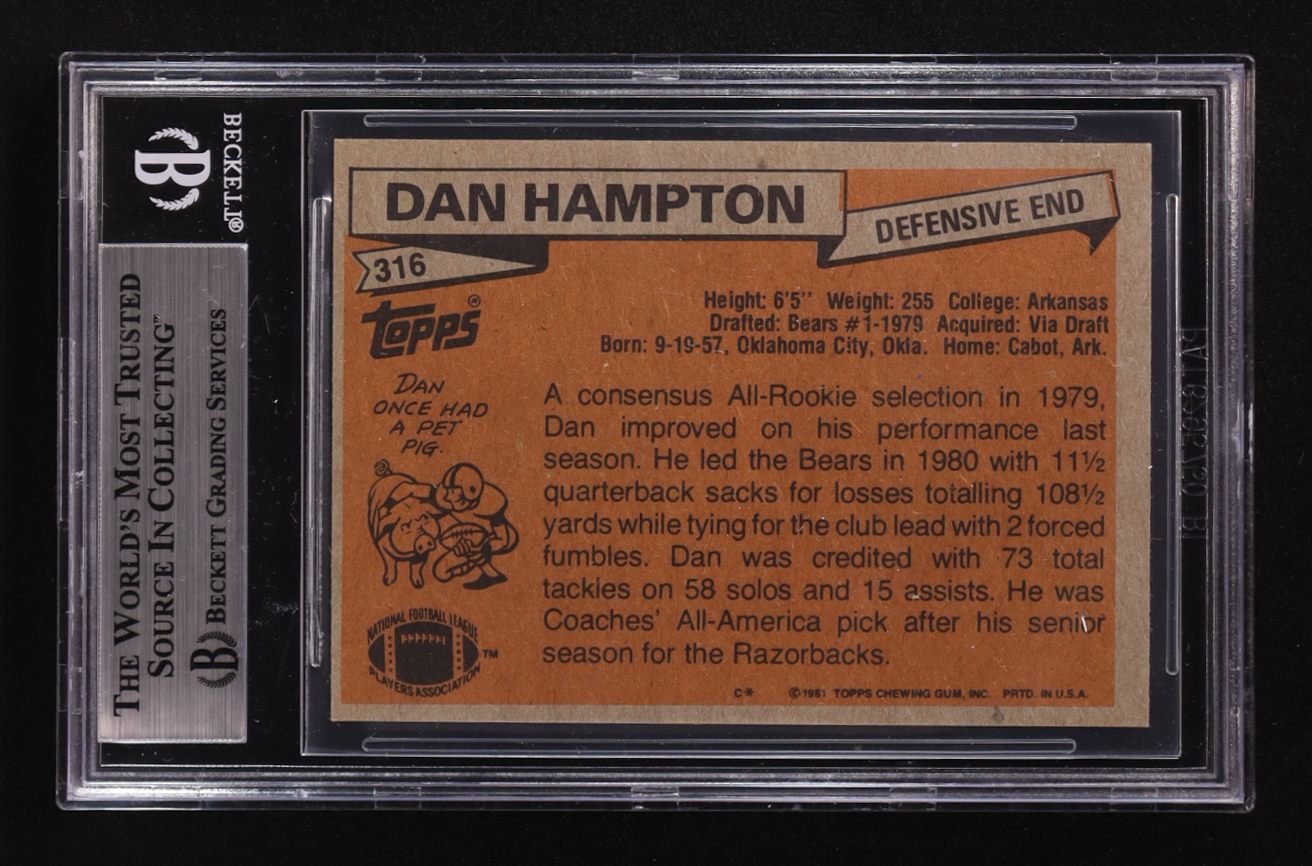 BECKETT®
THE WORLD'S MOST TRUSTED
SOURCE IN COLLECTING"
BECKETT GRADING SERVICES
DAN HAMPTON
DEFENSIVE END
316
topps®
Height: 6'5'' Weight: 255 College: Arkansas
Drafted: Bears #1-1979 Acquired: Via Draft
Born: 9-19-57, Oklahoma City, Okla. Home: Cabot, Ark.
DAN
ONCE HAD
A PET
PIG.
A consensus All-Rookie selection in 1979,
Dan improved on his performance last
season. He led the Bears in 1980 with 11½
quarterback sacks for losses totalling 108½
yards while tying for the club lead with 2 forced
fumbles. Dan was credited with 73 total
tackles on 58 solos and 15 assists. He was
Coaches' All-America pick after his senior
season for the Razorbacks.
NATIONAL FOOTBALL LEAGUE
PLAYERS ASSOCIATION
TM
C* ©1981 TOPPS CHEWING GUM, INC. PRTD. IN U.S.A.